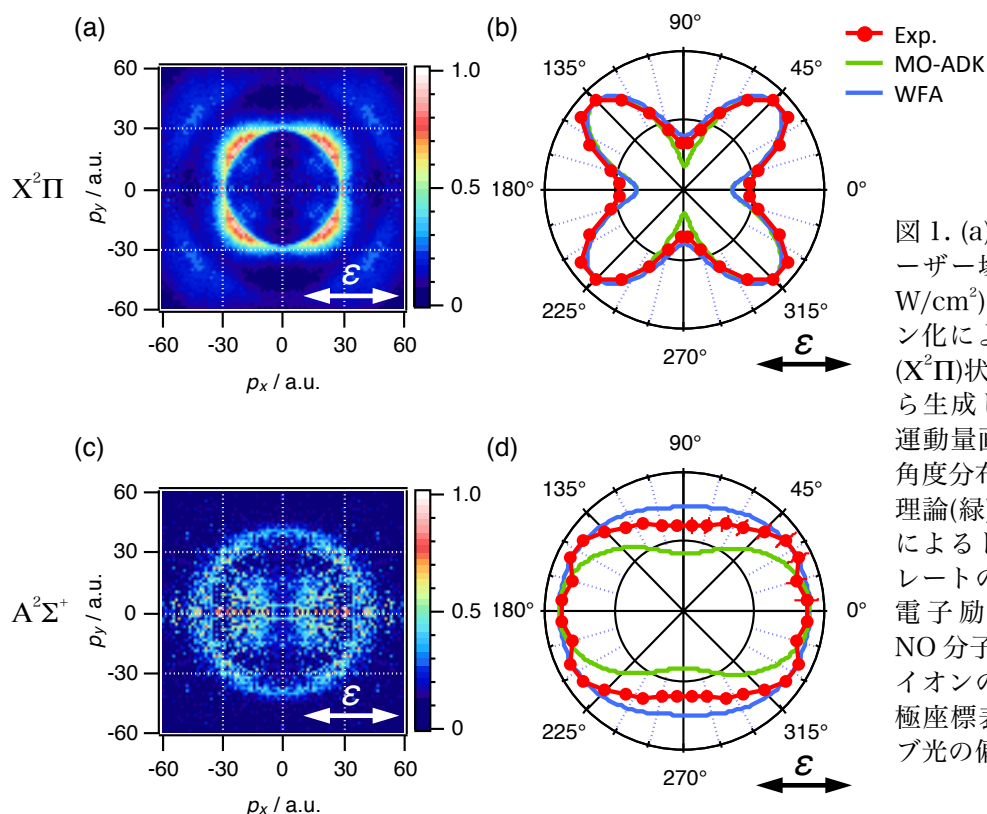 (a)
X²Π
60
30
0
-30
-60
-60 -30 0 30 60
p_y / a.u.
p_x / a.u.
1.0
0.5
0
ε
(b)
90°
135° 45°
180° 0°
225° 315°
270°
ε
Exp.
MO-ADK
WFA
(c)
A²Σ⁺
60
30
0
-30
-60
-60 -30 0 30 60
p_y / a.u.
p_x / a.u.
1.0
0.5
0
ε
(d)
90°
135° 45°
180° 0°
225° 315°
270°
ε
図 1. (a)
ーザー場
W/cm²)
ン化によ
(X²Π)状
ら生成し
運動量画
角度分布
理論(緑)
による
レートの
電子励
NO 分子
イオンの
極座標表
ブ光の偏